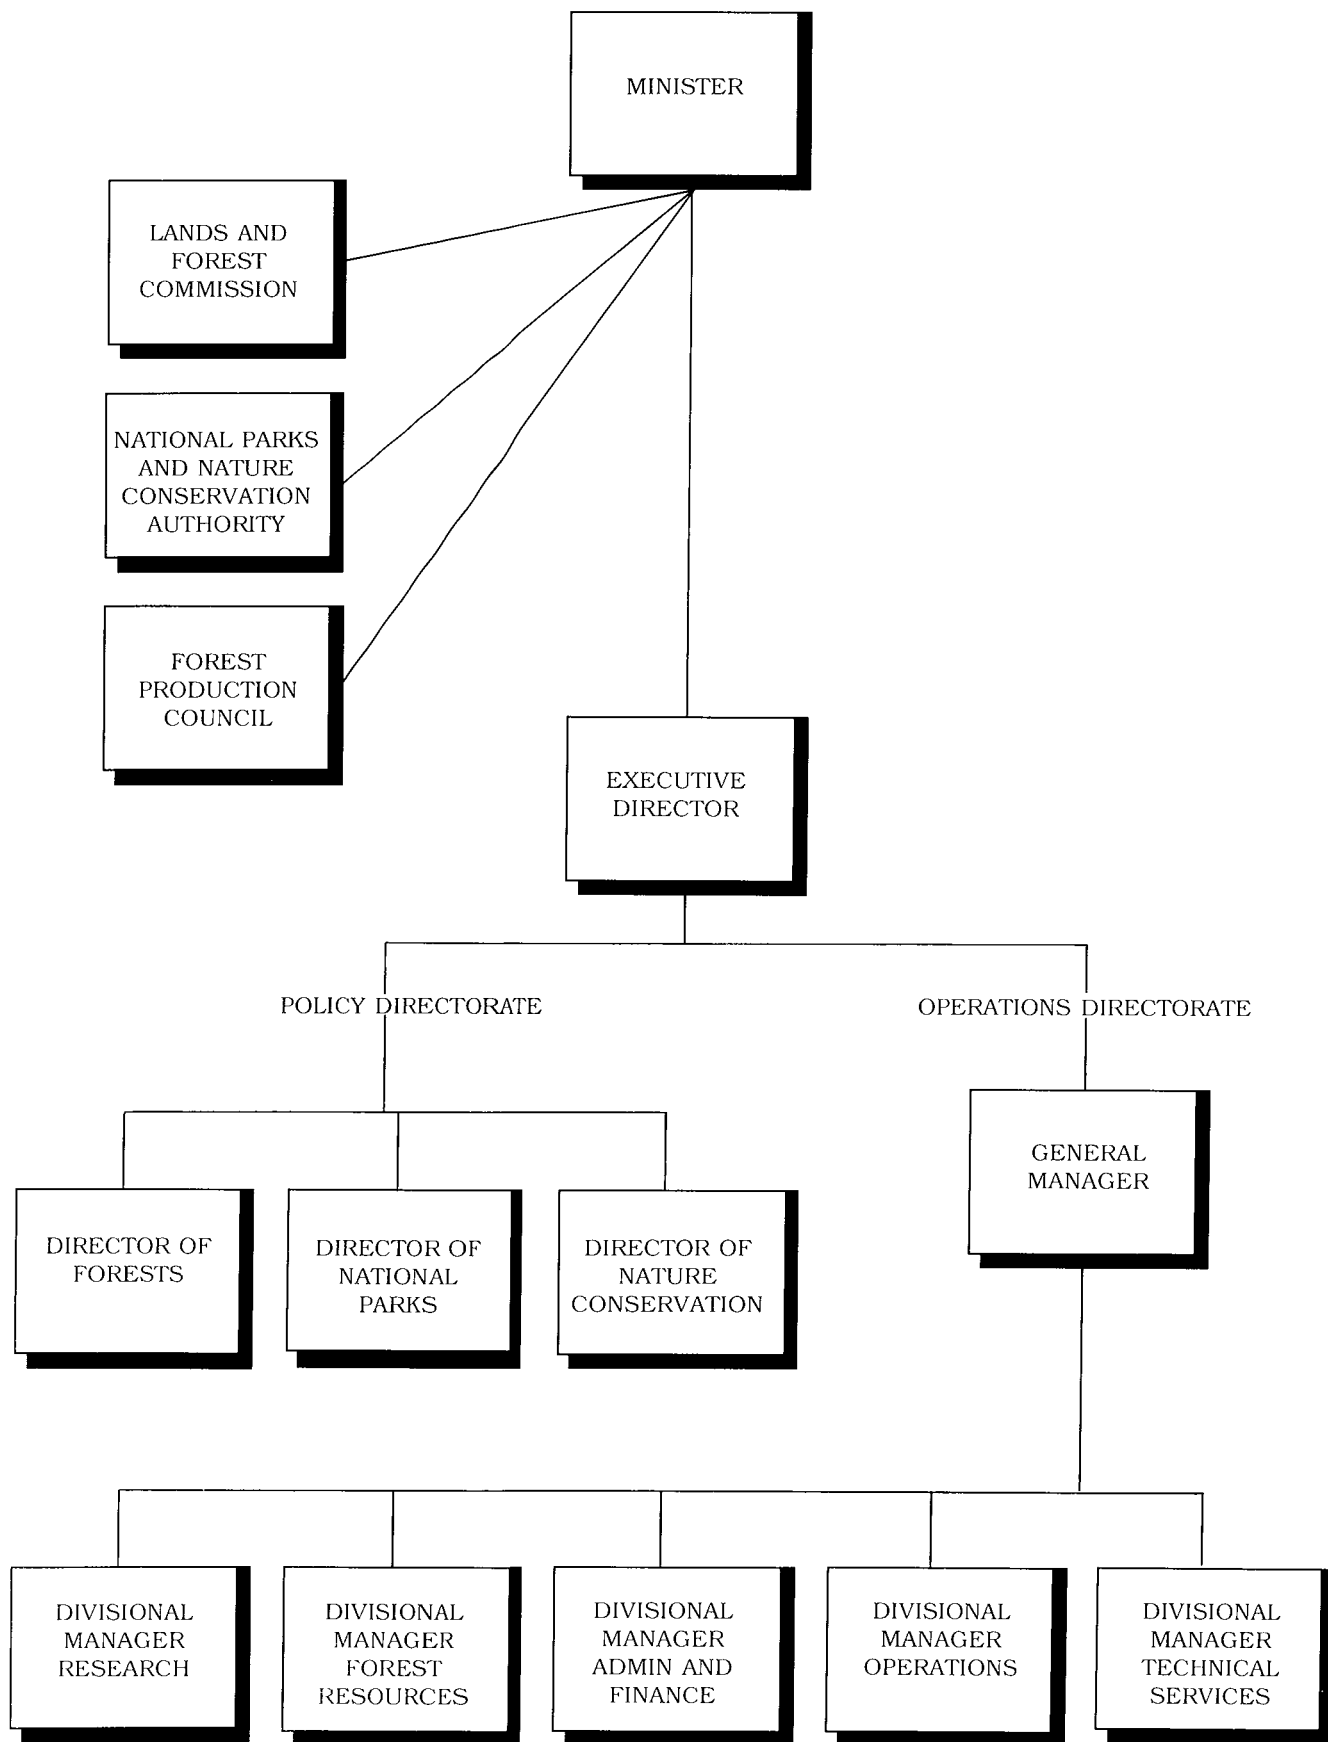 MINISTER
LANDS AND
FOREST
COMMISSION
NATIONAL PARKS
AND NATURE
CONSERVATION
AUTHORITY
FOREST
PRODUCTION
COUNCIL
EXECUTIVE
DIRECTOR
POLICY DIRECTORATE
OPERATIONS DIRECTORATE
GENERAL
MANAGER
DIRECTOR OF
FORESTS
DIRECTOR OF
NATIONAL
PARKS
DIRECTOR OF
NATURE
CONSERVATION
DIVISIONAL
MANAGER
RESEARCH
DIVISIONAL
MANAGER
FOREST
RESOURCES
DIVISIONAL
MANAGER
ADMIN AND
FINANCE
DIVISIONAL
MANAGER
OPERATIONS
DIVISIONAL
MANAGER
TECHNICAL
SERVICES